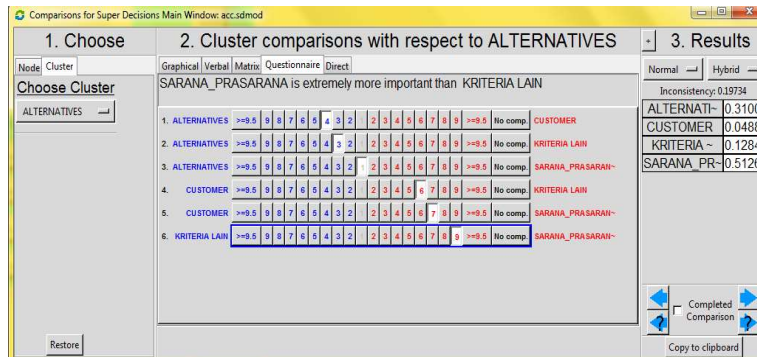 Comparisons for Super Decisions Main Window: acc.sdmod
1. Choose
2. Cluster comparisons with respect to ALTERNATIVES
+ 3. Results
Node Cluster
Graphical Verbal Matrix Questionnaire Direct
Normal Hybrid
Choose Cluster
SARANA_PRASARANA is extremely more important than KRITERIA LAIN
Inconsistency: 0.19734
ALTERNATIVES
ALTERNATI~ 0.3100
CUSTOMER 0.0488
KRITERIA ~ 0.1284
SARANA_PR~ 0.5126
1. ALTERNATIVES >=9.5 9 8 7 6 5 4 3 2 2 3 4 5 6 7 8 9 >=9.5 No comp. CUSTOMER
2. ALTERNATIVES >=9.5 9 8 7 6 5 4 3 2 2 3 4 5 6 7 8 9 >=9.5 No comp. KRITERIA LAIN
3. ALTERNATIVES >=9.5 9 8 7 6 5 4 3 2 1 2 3 4 5 6 7 8 9 >=9.5 No comp. SARANA_PRASARAN~
4. CUSTOMER >=9.5 9 8 7 6 5 4 3 2 2 3 4 5 6 7 8 9 >=9.5 No comp. KRITERIA LAIN
5. CUSTOMER >=9.5 9 8 7 6 5 4 3 2 2 3 4 5 6 7 8 9 >=9.5 No comp. SARANA_PRASARAN~
6. KRITERIA LAIN >=9.5 9 8 7 6 5 4 3 2 2 3 4 5 6 7 8 9 >=9.5 No comp. SARANA_PRASARAN~
Completed
Comparison
Restore
Copy to clipboard